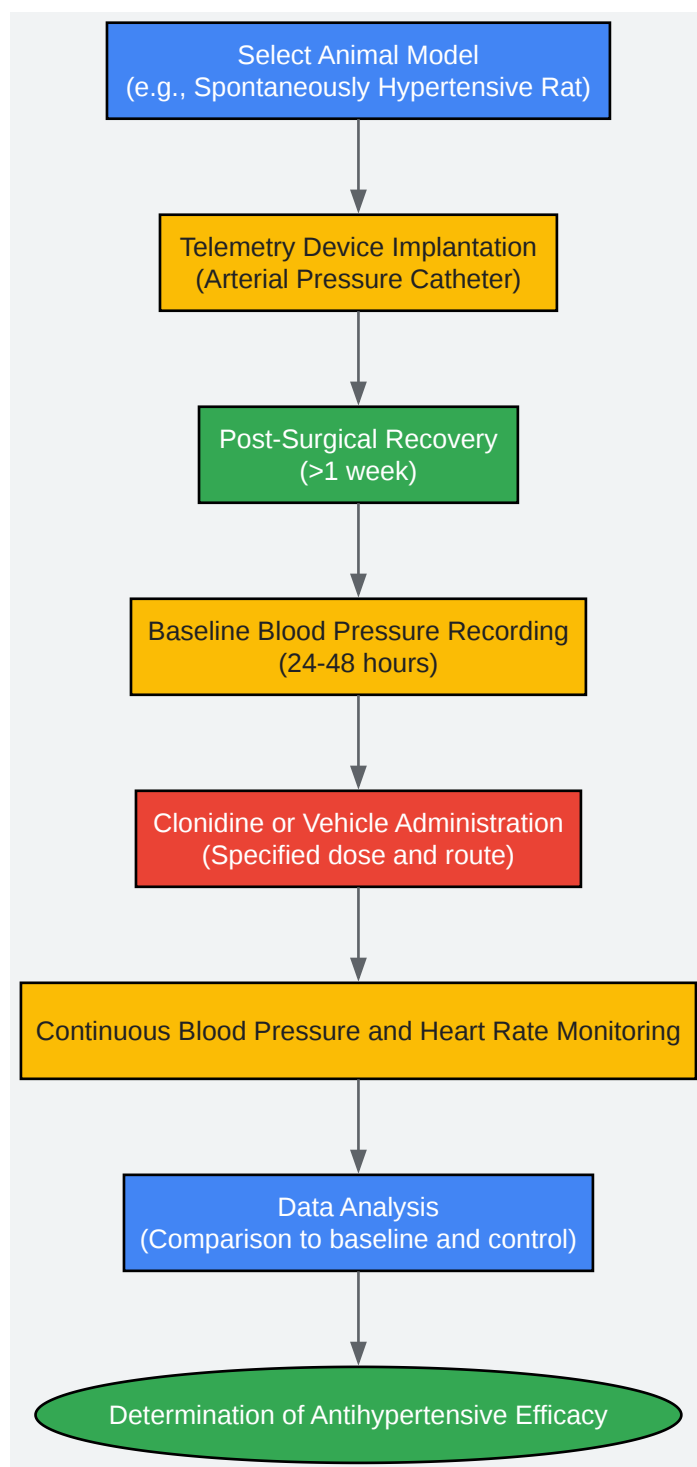 Select Animal Model
(e.g., Spontaneously Hypertensive Rat)
Telemetry Device Implantation
(Arterial Pressure Catheter)
Post-Surgical Recovery
(>1 week)
Baseline Blood Pressure Recording
(24-48 hours)
Clonidine or Vehicle Administration
(Specified dose and route)
Continuous Blood Pressure and Heart Rate Monitoring
Data Analysis
(Comparison to baseline and control)
Determination of Antihypertensive Efficacy